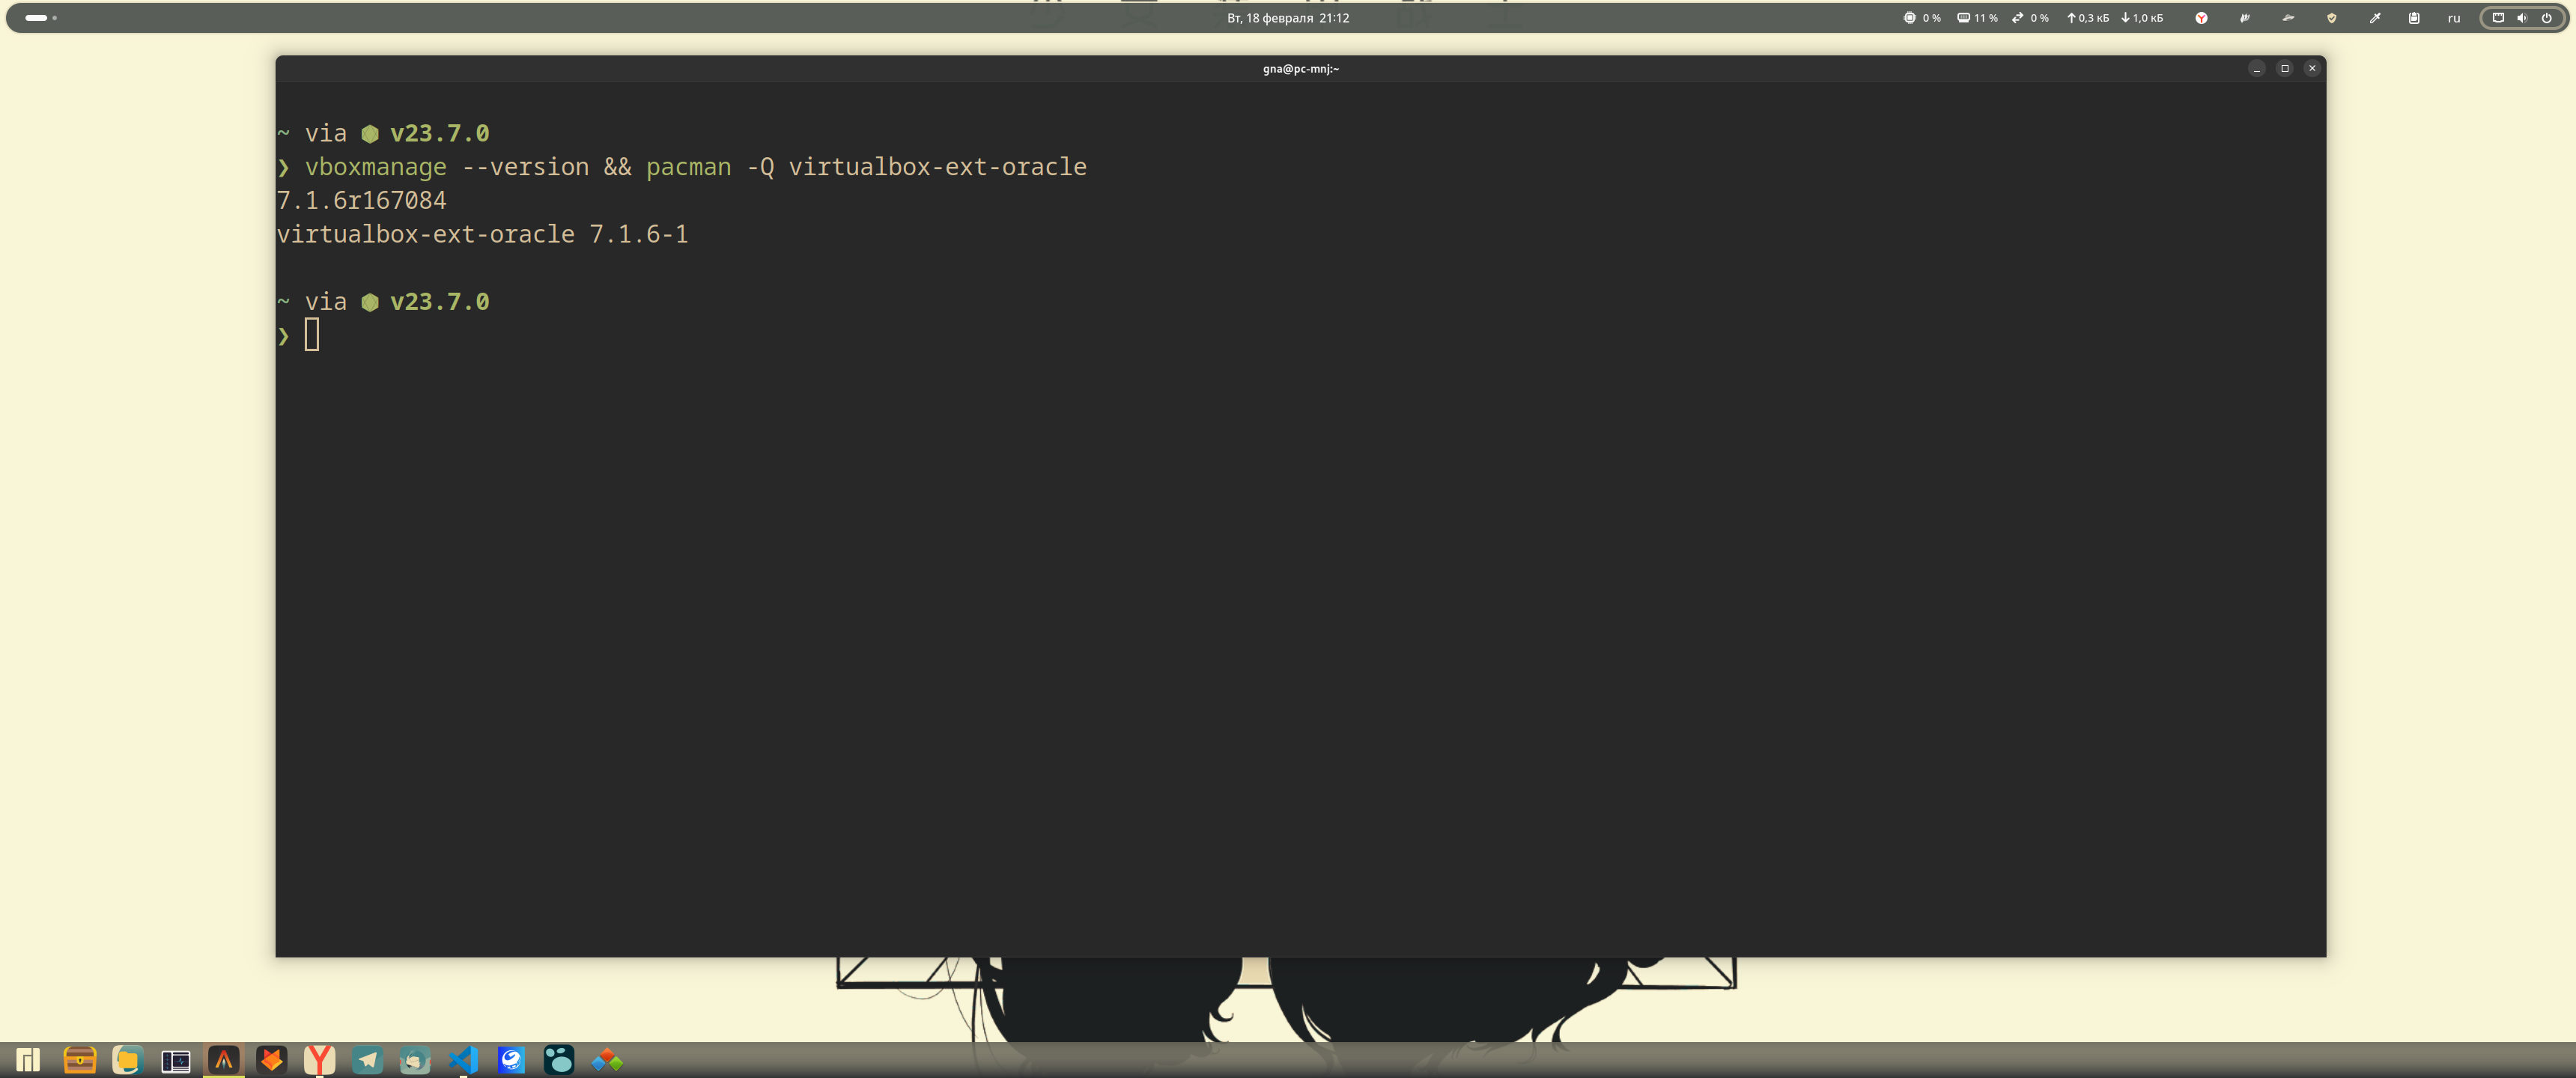 Вт, 18 февраля 21:12
0 % 11 % 0 % 0,3 кБ 1,0 кБ ru
gna@pc-mnj:~
~ via v23.7.0
❯ vboxmanage --version && pacman -Q virtualbox-ext-oracle
7.1.6r167084
virtualbox-ext-oracle 7.1.6-1
~ via v23.7.0
❯